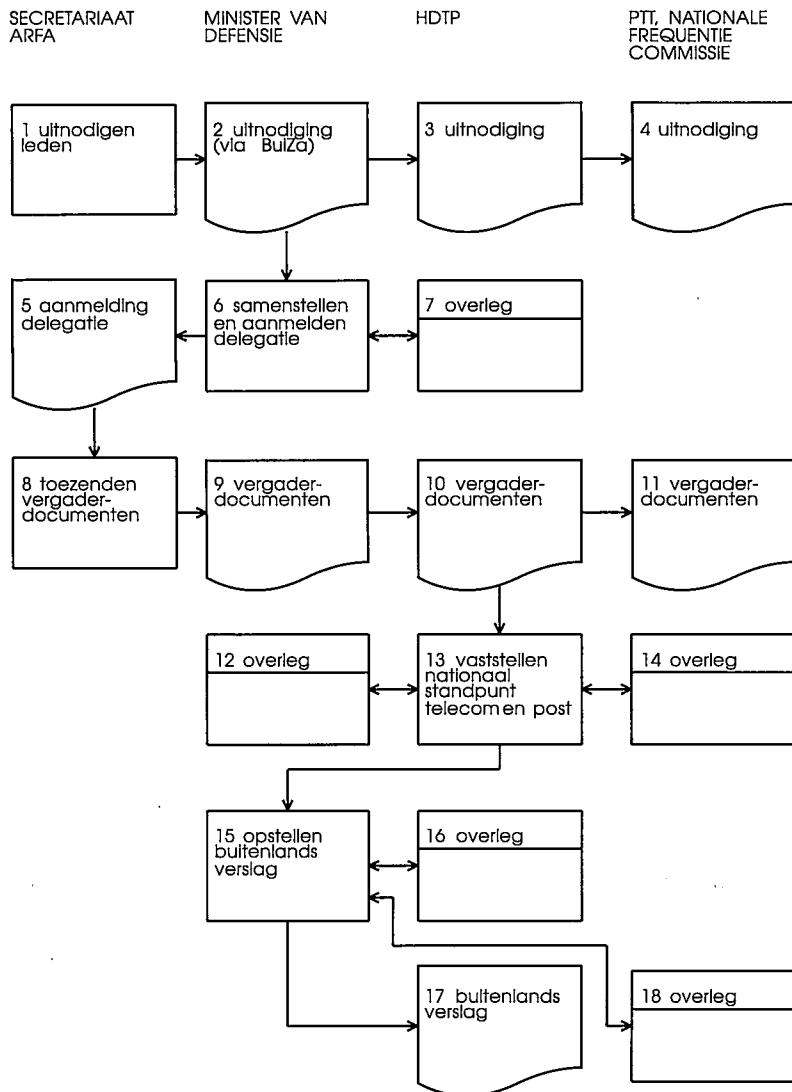 SECRETARIAAT
ARFA
MINISTER VAN
DEFENSIE
HDTP
PTT, NATIONALE
FREQUENTIE
COMMISSIE
1 uitnodigen
leden
2 uitnodiging
(via BuiZa)
3 uitnodiging
4 uitnodiging
5 aanmelding
delegatie
6 samenstellen
en aanmelden
delegatie
7 overleg
8 toezenden
vergader-
documenten
9 vergader-
documenten
10 vergader-
documenten
11 vergader-
documenten
12 overleg
13 vaststellen
nationaal
standpunt
telecom en post
14 overleg
15 opstellen
buitenlands
verslag
16 overleg
17 buitenlands
verslag
18 overleg